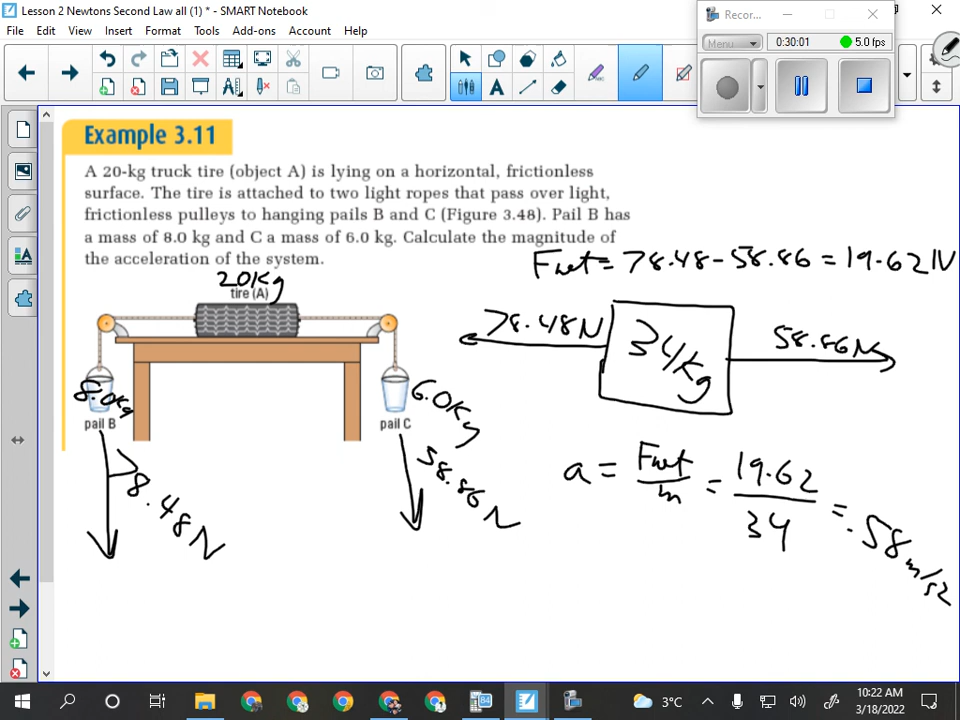 Lesson 2 Newtons Second Law all (1) * - SMART Notebook
Recor...
File Edit View Insert Format Tools Add-ons Account Help
Menu
0:30:01
5.0 fps
Example 3.11
A 20-kg truck tire (object A) is lying on a horizontal, frictionless
surface. The tire is attached to two light ropes that pass over light,
frictionless pulleys to hanging pails B and C (Figure 3.48). Pail B has
a mass of 8.0 kg and C a mass of 6.0 kg. Calculate the magnitude of
the acceleration of the system.
Fnet = 78.48 - 58.86 = 19.62 N
20Kg
tire (A)
78.48N
34Kg
58.86N
8.0Kg
6.0Kg
pail B
pail C
78.48N
58.86N
a = Fnet/m = 19.62/34 = .58 m/s2
84
3°C
10:22 AM
3/18/2022